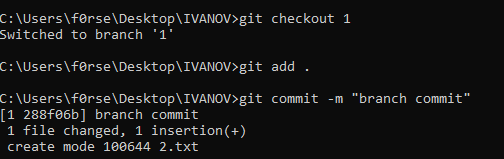 C:\Users\f0rse\Desktop\IVANOV>git checkout 1
Switched to branch '1'
C:\Users\f0rse\Desktop\IVANOV>git add .
C:\Users\f0rse\Desktop\IVANOV>git commit -m "branch commit"
[1 288f06b] branch commit
 1 file changed, 1 insertion(+)
 create mode 100644 2.txt